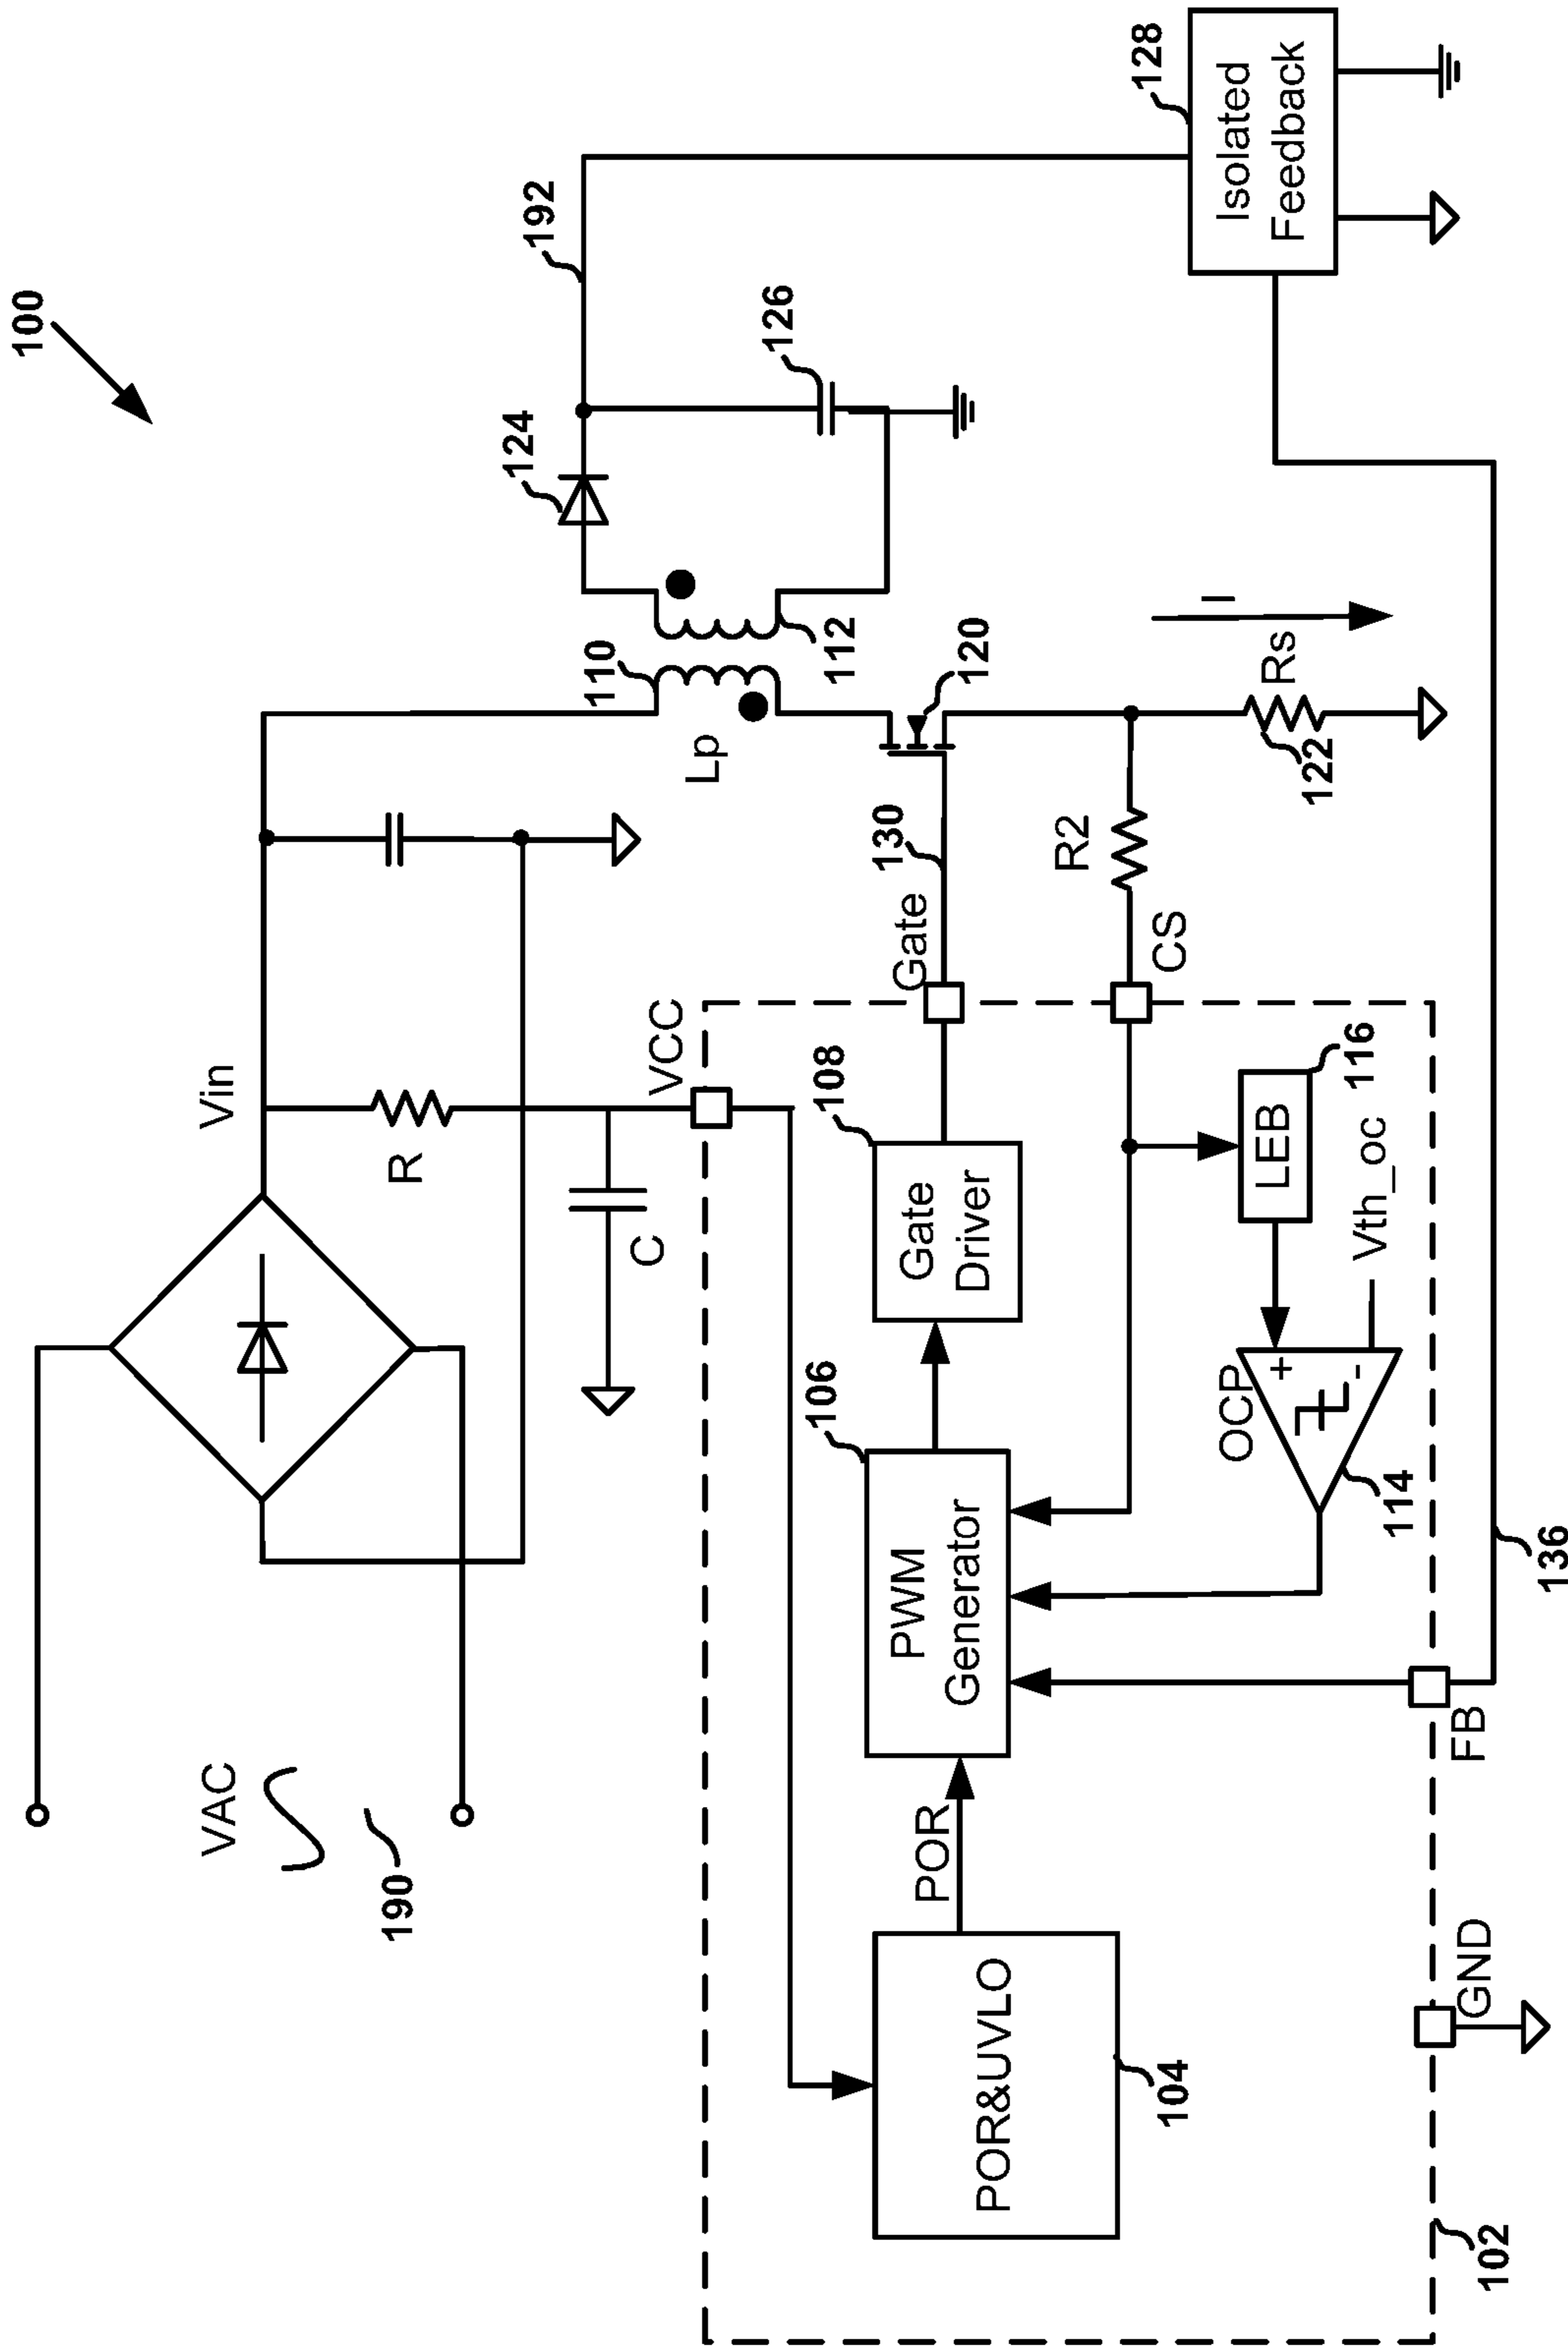 100
VAC
190
Vin
R
C
VCC
110
Lp
112
124
126
192
120
130
Gate
108
Gate
Driver
106
PWM
Generator
POR
POR&UVLO
104
CS
R2
Rs
122
I
LEB
116
Vth_oc
OCP
+
-
114
Isolated
Feedback
128
136
FB
GND
102